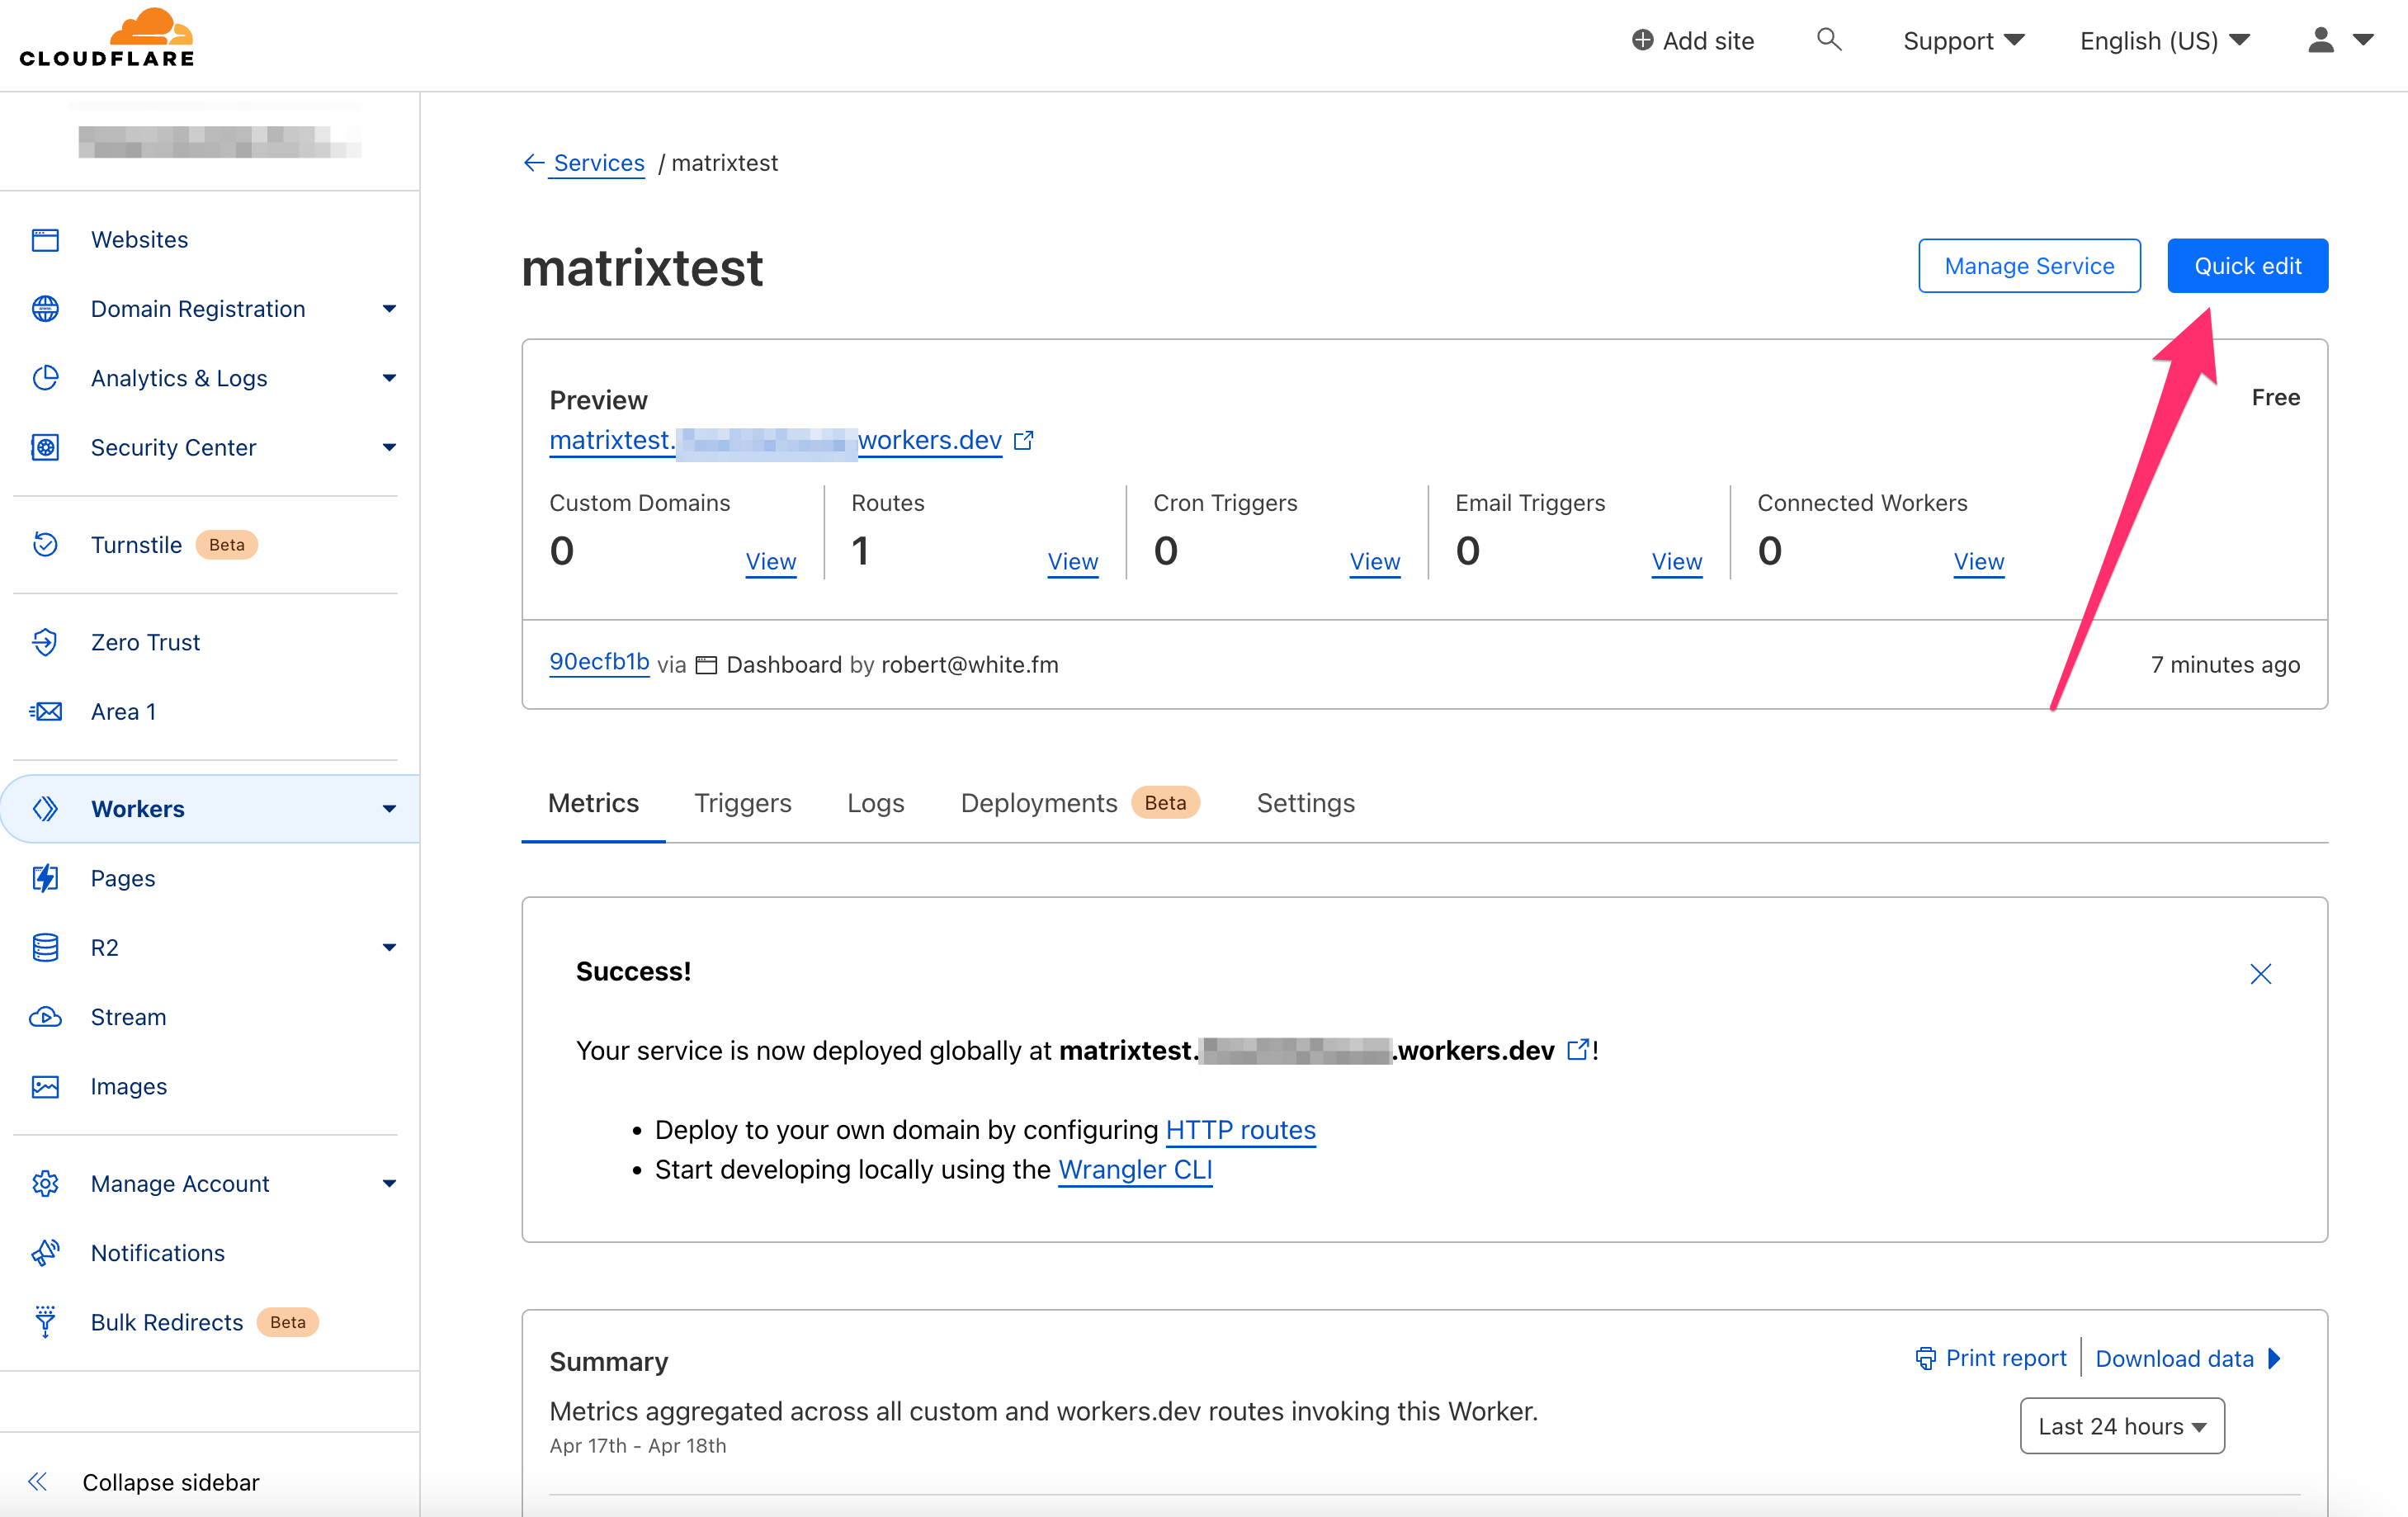 CLOUDFLARE
Add site
Support
English (US)
Websites
Domain Registration
Analytics & Logs
Security Center
Turnstile Beta
Zero Trust
Area 1
Workers
Pages
R2
Stream
Images
Manage Account
Notifications
Bulk Redirects Beta
Collapse sidebar
← Services / matrixtest
matrixtest
Manage Service
Quick edit
Preview
Free
matrixtest. workers.dev
Custom Domains
0
View
Routes
1
View
Cron Triggers
0
View
Email Triggers
0
View
Connected Workers
0
View
90ecfb1b via Dashboard by robert@white.fm
7 minutes ago
Metrics
Triggers
Logs
Deployments Beta
Settings
Success!
Your service is now deployed globally at matrixtest. .workers.dev !
• Deploy to your own domain by configuring HTTP routes
• Start developing locally using the Wrangler CLI
Summary
Print report
Download data
Metrics aggregated across all custom and workers.dev routes invoking this Worker.
Apr 17th - Apr 18th
Last 24 hours